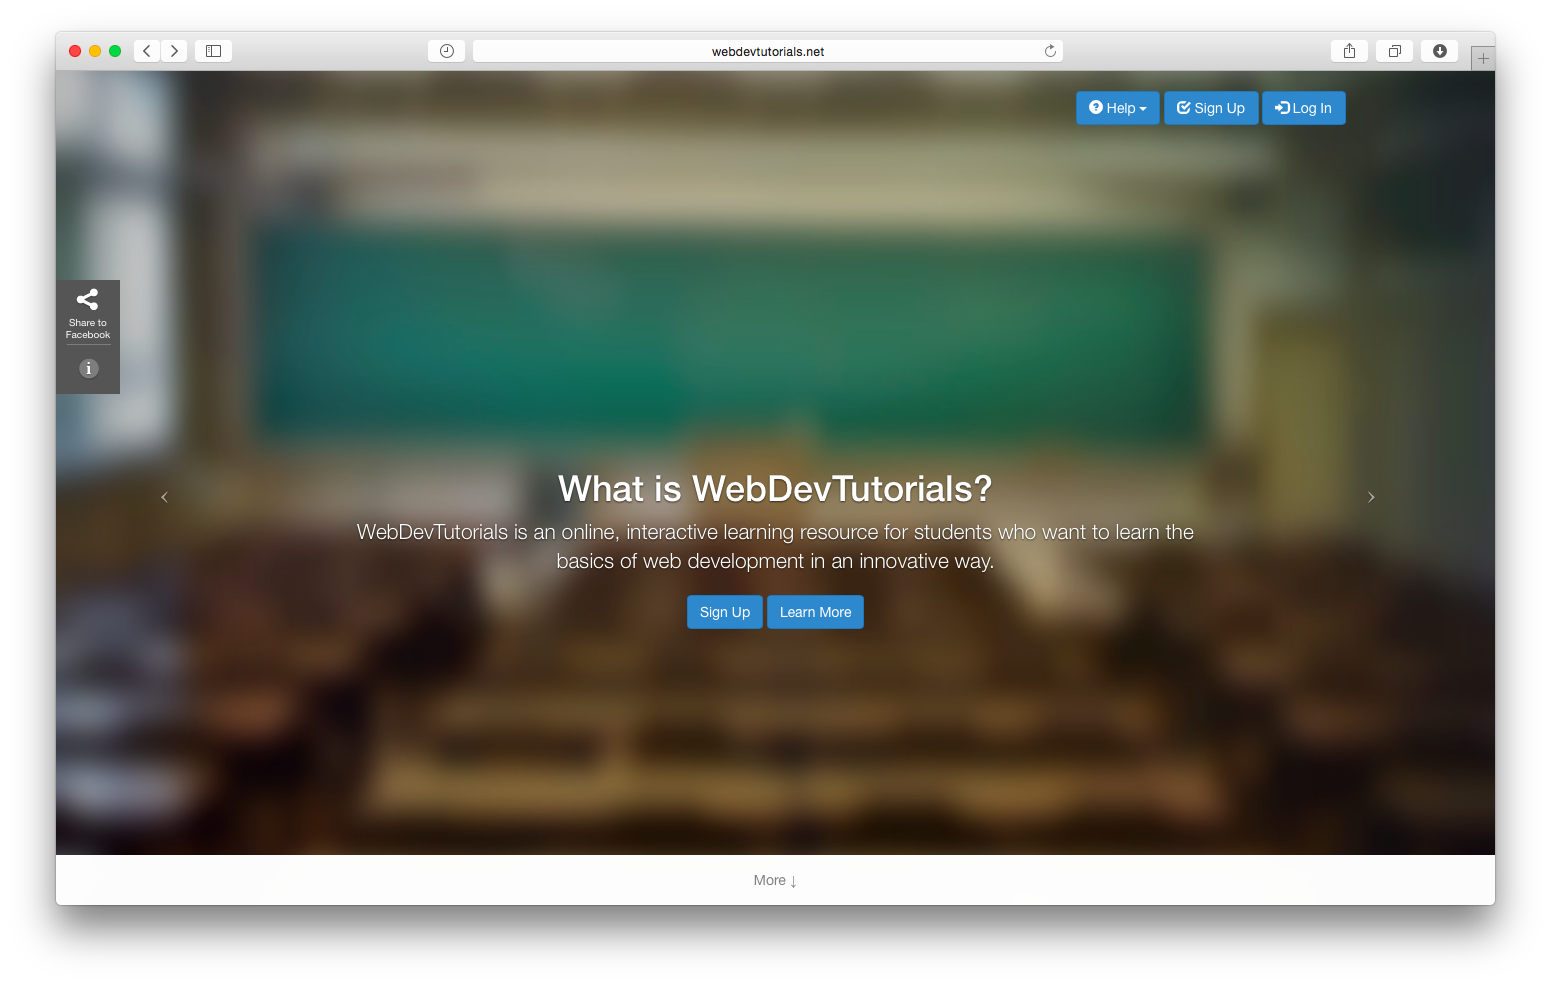 webdevtutorials.net
Help
Sign Up
Log In
Share to
Facebook
What is WebDevTutorials?
WebDevTutorials is an online, interactive learning resource for students who want to learn the
basics of web development in an innovative way.
Sign Up
Learn More
More ↓